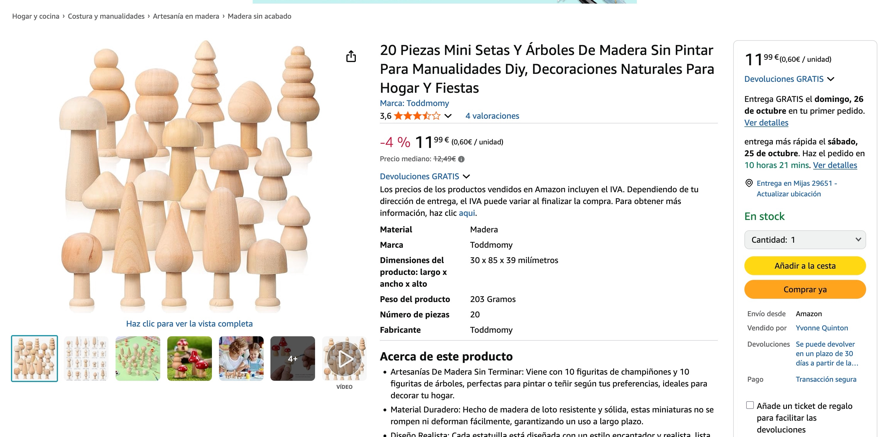 Hogar y cocina › Costura y manualidades › Artesanía en madera › Madera sin acabado
20 Piezas Mini Setas Y Árboles De Madera Sin Pintar
Para Manualidades Diy, Decoraciones Naturales Para
Hogar Y Fiestas
Marca: Toddmomy
3,6 4 valoraciones
-4 % 11,99 € (0,60€ / unidad)
Precio mediano: 12,49€
Devoluciones GRATIS
Los precios de los productos vendidos en Amazon incluyen el IVA. Dependiendo de tu
dirección de entrega, el IVA puede variar al finalizar la compra. Para obtener más
información, haz clic aquí.
Material Madera
Marca Toddmomy
Dimensiones del
producto: largo x
ancho x alto
30 x 85 x 39 milímetros
Peso del producto 203 Gramos
Número de piezas 20
Fabricante Toddmomy
Acerca de este producto
• Artesanías De Madera Sin Terminar: Viene con 10 figuritas de champiñones y 10
figuritas de árboles, perfectas para pintar o teñir según tus preferencias, ideales para
decorar tu hogar.
• Material Duradero: Hecho de madera de loto resistente y sólida, estas miniaturas no se
rompen ni deforman fácilmente, garantizando un uso a largo plazo.
• Diseño Realista: Cada estatuilla está diseñada con un estilo encantador y realista, lista
Haz clic para ver la vista completa
4+
VÍDEO
11,99 € (0,60€ / unidad)
Devoluciones GRATIS
Entrega GRATIS el domingo, 26
de octubre en tu primer pedido.
Ver detalles
entrega más rápida el sábado,
25 de octubre. Haz el pedido en
10 horas 21 mins. Ver detalles
Entrega en Mijas 29651 -
Actualizar ubicación
En stock
Cantidad: 1
Añadir a la cesta
Comprar ya
Envío desde Amazon
Vendido por Yvonne Quinton
Devoluciones Se puede devolver
en un plazo de 30
días a partir de la...
Pago Transacción segura
Añade un ticket de regalo
para facilitar las
devoluciones